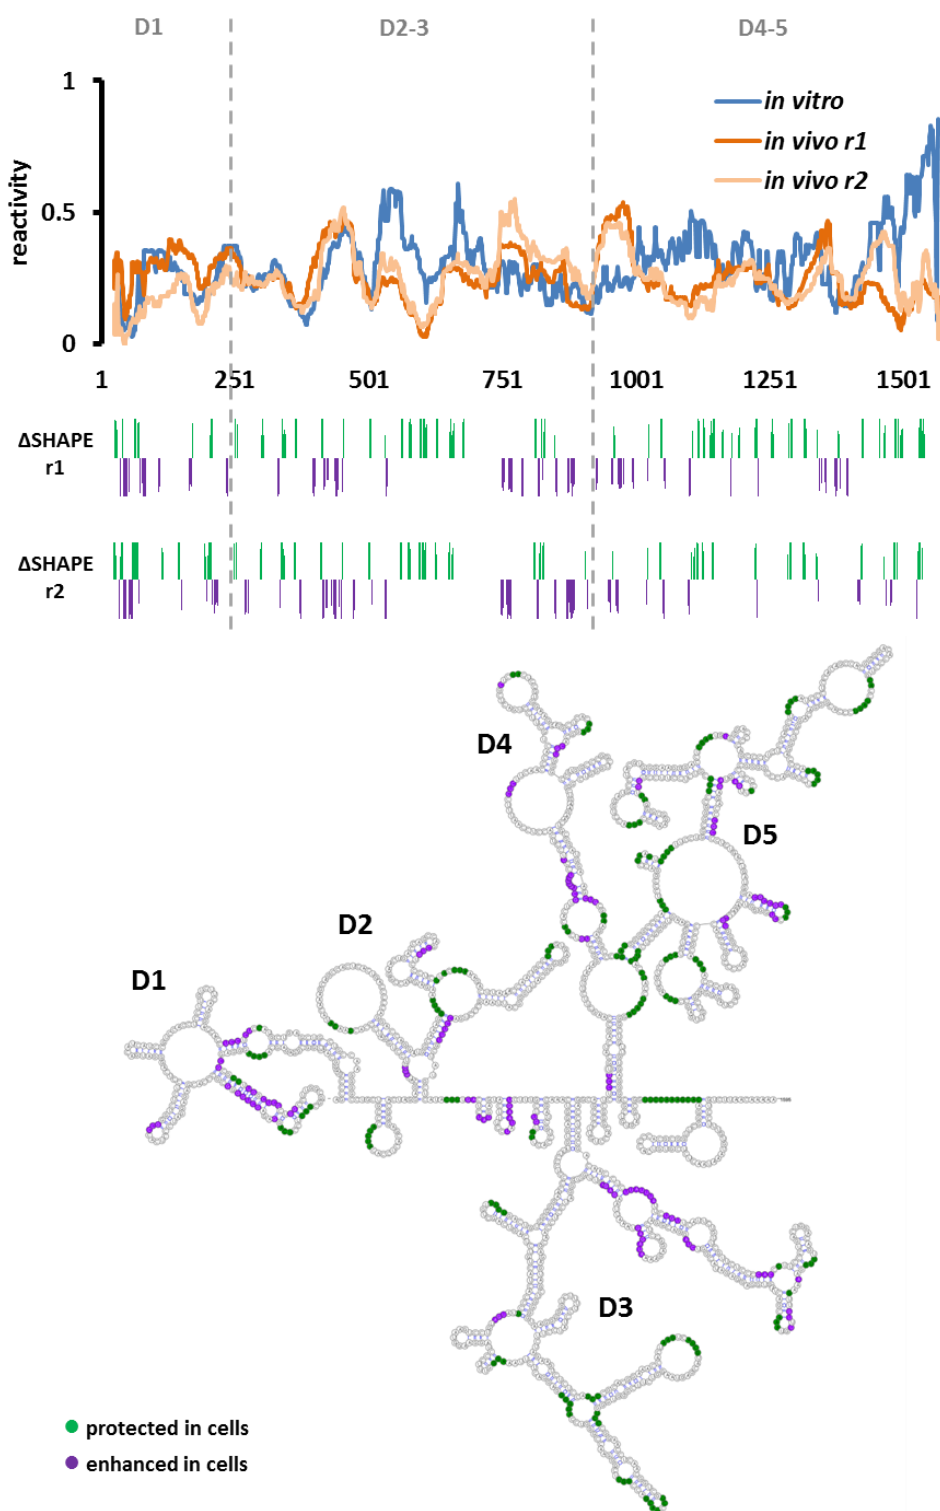 D1 D2-3 D4-5
1
in vitro
in vivo r1
in vivo r2
reactivity
0.5
0
1 251 501 751 1001 1251 1501
ΔSHAPE
r1
ΔSHAPE
r2
D4
D5
D2
D1
D3
protected in cells
enhanced in cells